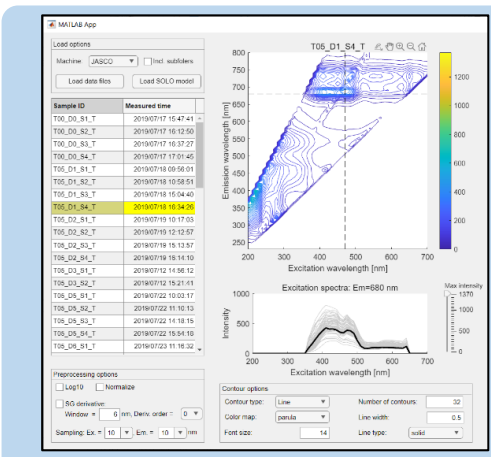 MATLAB App
Load options
Machine: JASCO Incl. subfolders
Load data files Load SOLO model
Sample ID Measured time
T00_D0_S1_T 2019/07/17 15:47:41
T00_D0_S2_T 2019/07/17 16:12:50
T00_D0_S3_T 2019/07/17 16:37:27
T00_D0_S4_T 2019/07/17 17:01:45
T05_D1_S1_T 2019/07/18 09:56:01
T05_D1_S2_T 2019/07/18 10:58:51
T05_D1_S3_T 2019/07/18 15:04:40
T05_D1_S4_T 2019/07/18 16:34:26
T05_D2_S1_T 2019/07/19 10:17:03
T05_D2_S2_T 2019/07/19 12:12:57
T05_D2_S3_T 2019/07/19 15:13:57
T05_D2_S4_T 2019/07/19 16:14:10
T05_D3_S1_T 2019/07/12 14:56:12
T05_D3_S2_T 2019/07/12 15:21:41
T05_D5_S1_T 2019/07/22 10:03:17
T05_D5_S2_T 2019/07/22 11:10:13
T05_D5_S3_T 2019/07/22 14:18:15
T05_D5_S4_T 2019/07/22 15:54:18
T05_D6_S1_T 2019/07/23 11:16:32
Preprocessing options
Log10 Normalize
SG derivative
Window = 6 nm, Deriv. order = 0
Sampling: Ex. = 10 Em. = 10 nm
T05_D1_S4_T
Emission wavelength [nm]
800
750
700
650
600
550
500
450
400
350
300
250
200 300 400 500 600 700
Excitation wavelength [nm]
1200
1000
800
600
400
200
0
Excitation spectra: Em=680 nm
Intensity
1000
500
0
200 300 400 500 600 700
Excitation wavelength [nm]
Max intensity
1370
1000
500
0
Contour options
Contour type: Line Number of contours: 32
Color map: parula Line width: 0.5
Font size: 14 Line type: solid